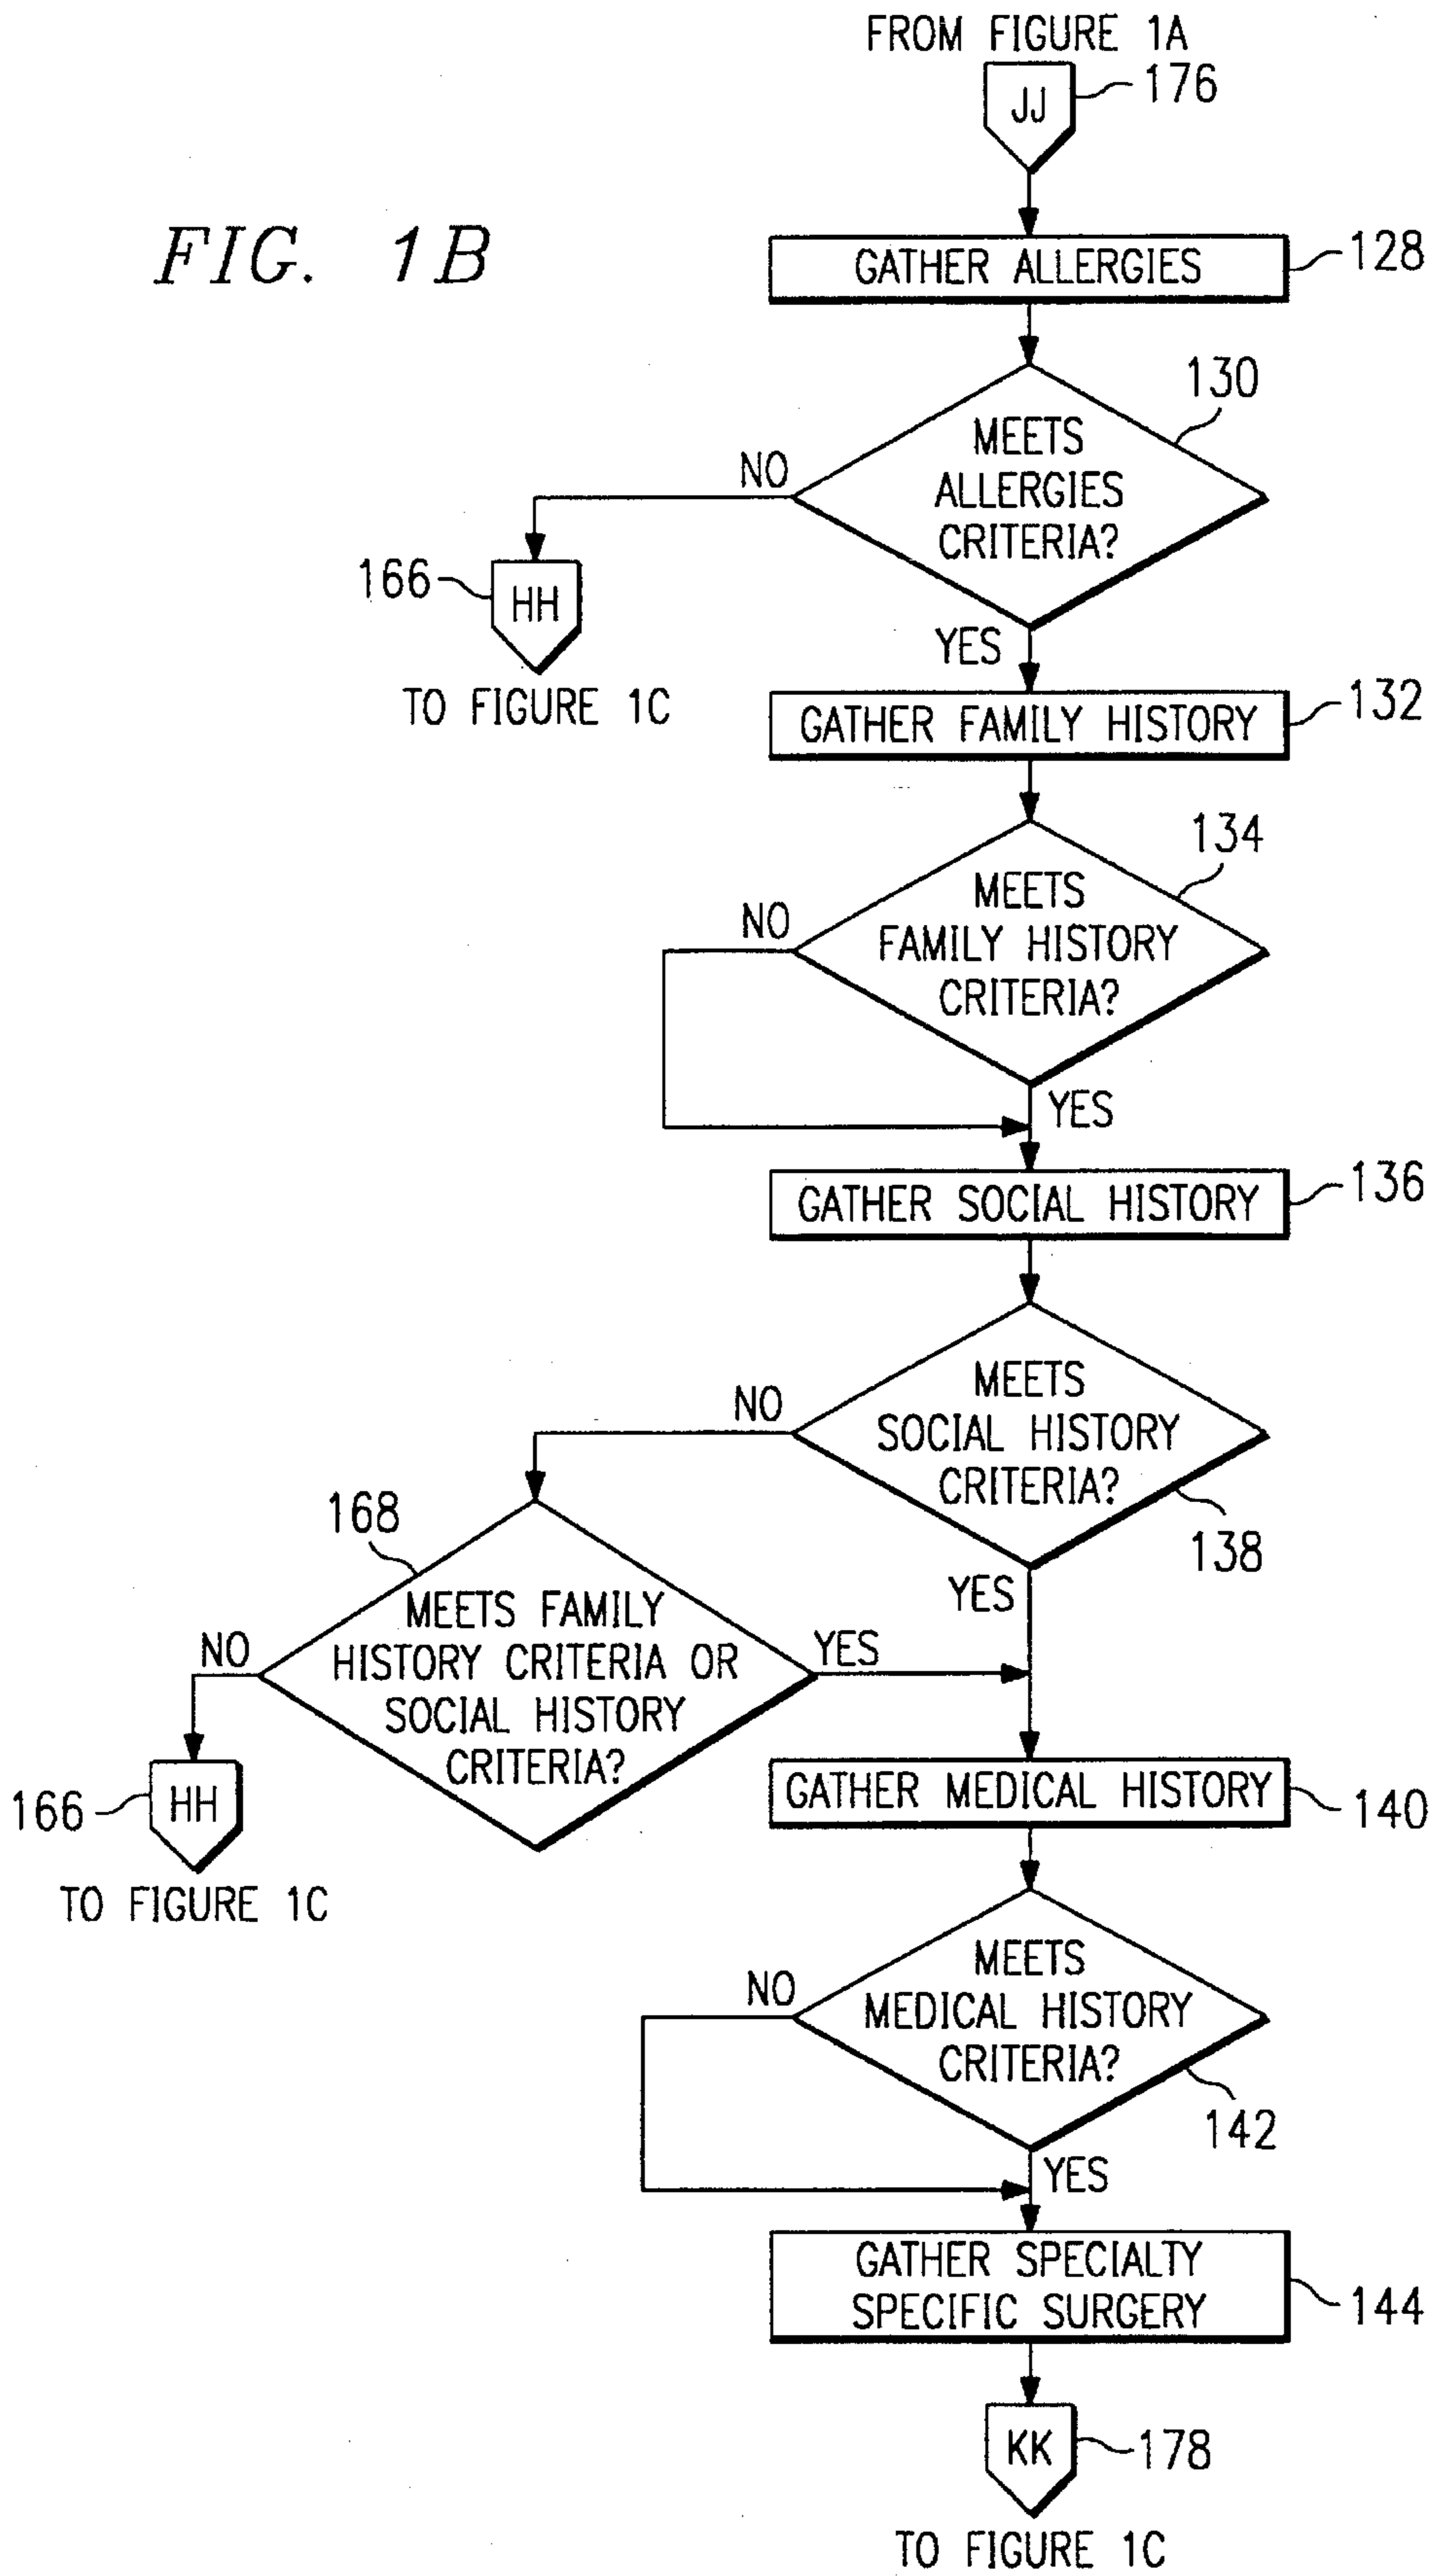 FROM FIGURE 1A
JJ
176
FIG. 1B
GATHER ALLERGIES
128
130
MEETS
ALLERGIES
CRITERIA?
NO
166
HH
TO FIGURE 1C
YES
GATHER FAMILY HISTORY
132
134
MEETS
FAMILY HISTORY
CRITERIA?
NO
YES
GATHER SOCIAL HISTORY
136
MEETS
SOCIAL HISTORY
CRITERIA?
NO
138
YES
168
MEETS FAMILY
HISTORY CRITERIA OR
SOCIAL HISTORY
CRITERIA?
NO
YES
166
HH
TO FIGURE 1C
GATHER MEDICAL HISTORY
140
MEETS
MEDICAL HISTORY
CRITERIA?
NO
142
YES
GATHER SPECIALTY
SPECIFIC SURGERY
144
KK
178
TO FIGURE 1C